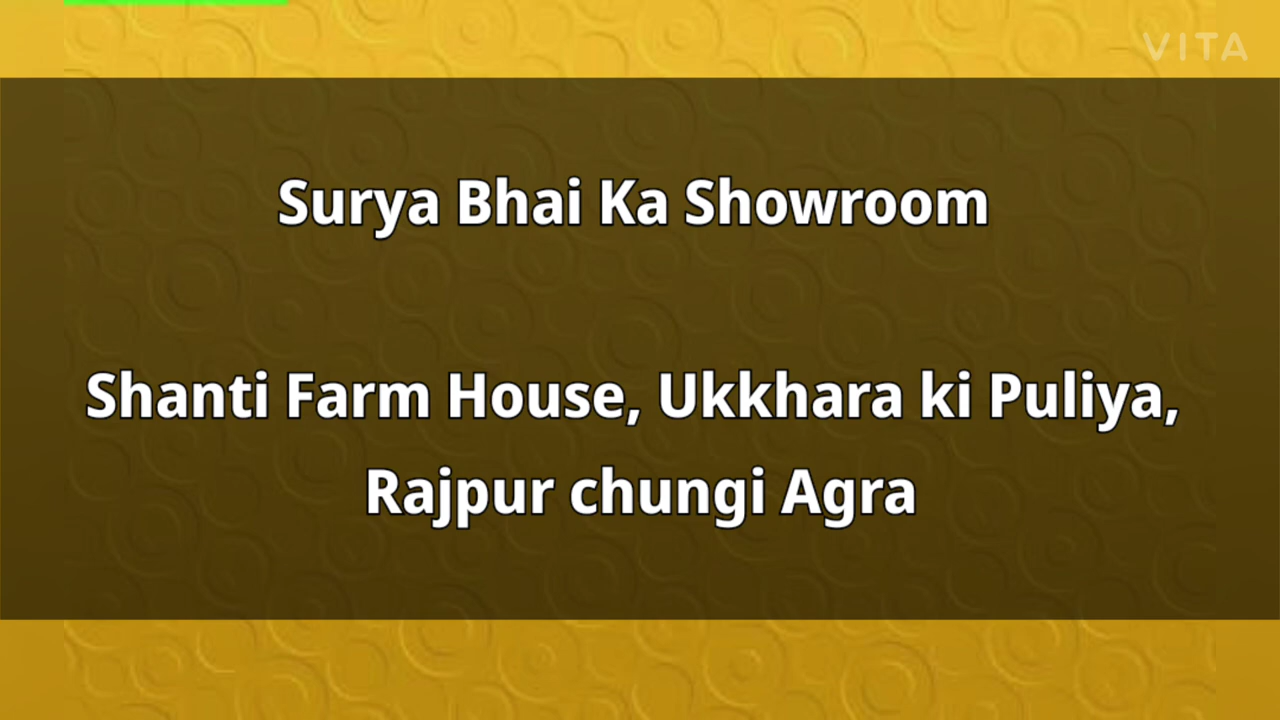 VITA
Surya Bhai Ka Showroom
Shanti Farm House, Ukkhara ki Puliya,
Rajpur chungi Agra